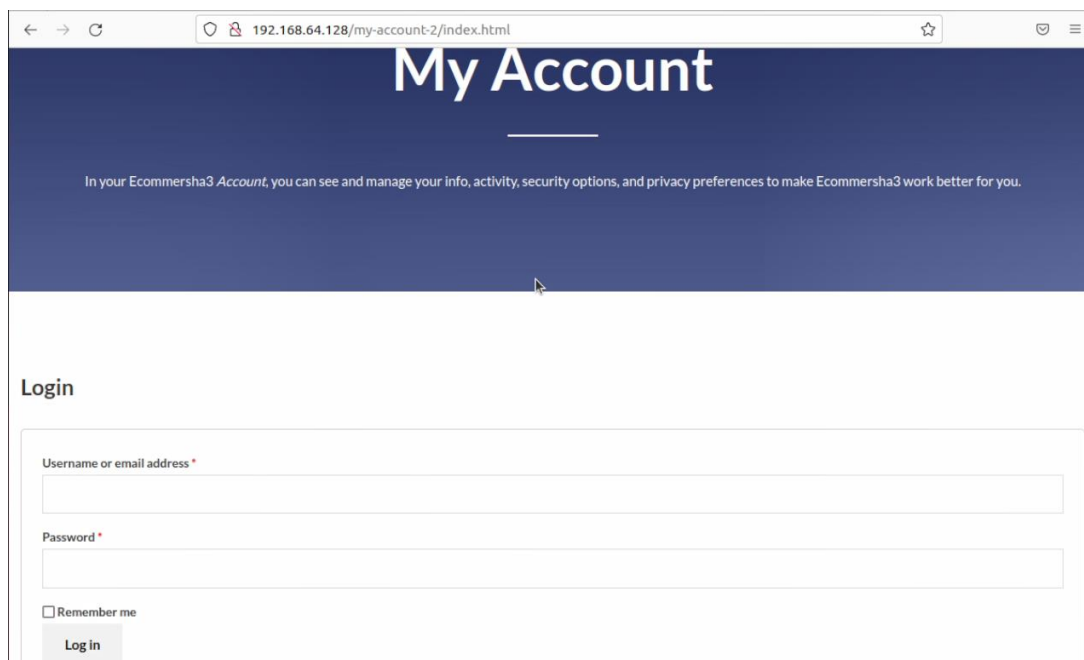 192.168.64.128/my-account-2/index.html
My Account
In your Ecommersha3 Account, you can see and manage your info, activity, security options, and privacy preferences to make Ecommersha3 work better for you.
Login
Username or email address *
Password *
Remember me
Log in